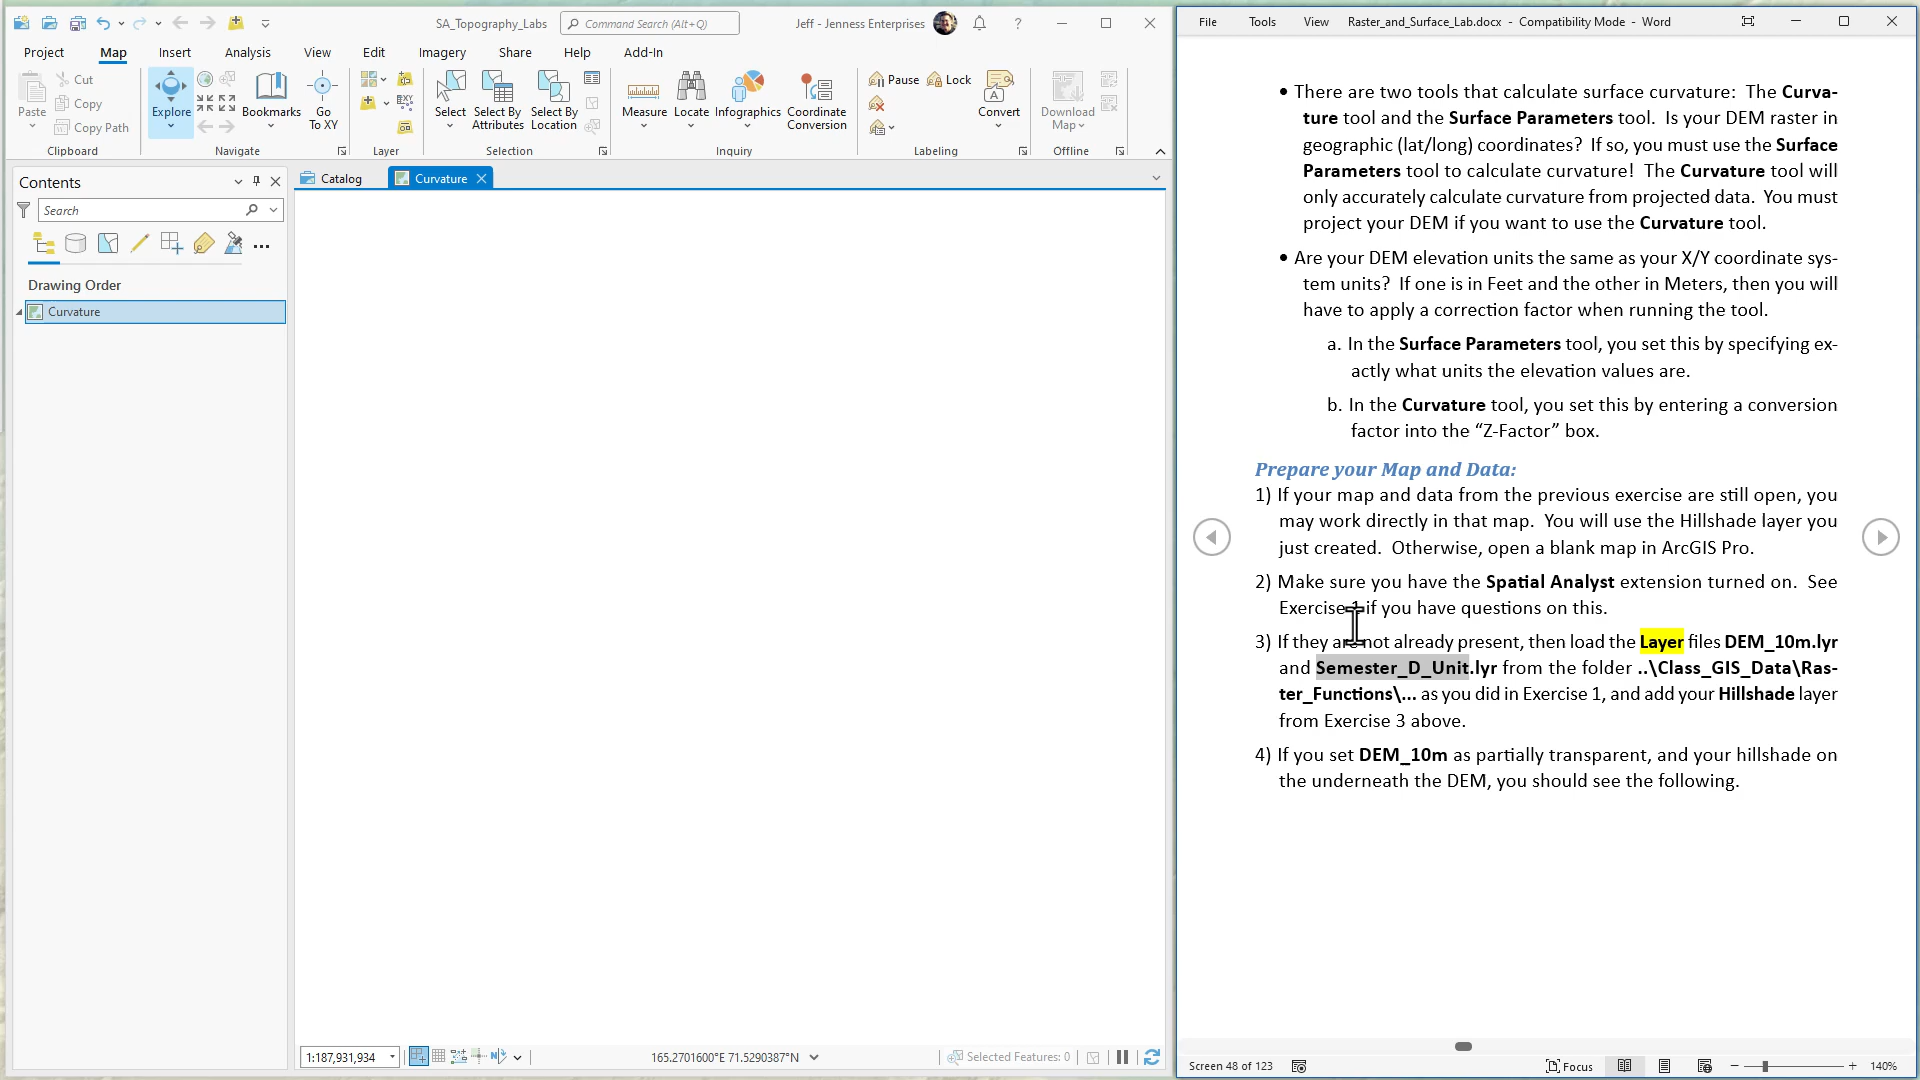 SA_Topography_Labs
Command Search (Alt+Q)
Jeff - Jenness Enterprises
?
Project
Map
Insert
Analysis
View
Edit
Imagery
Share
Help
Add-In
Paste
Cut
Copy
Copy Path
Clipboard
Explore
Bookmarks
Go
To XY
Navigate
Layer
Select
Select By
Attributes
Select By
Location
Selection
Measure
Locate
Infographics
Coordinate
Conversion
Inquiry
Pause
Lock
Convert
Labeling
Download
Map
Offline
Contents
Search
Drawing Order
Curvature
Catalog
Curvature
1:187,931,934
165.2701600°E 71.5290387°N
Selected Features: 0
File
Tools
View
Raster_and_Surface_Lab.docx - Compatibility Mode - Word
• There are two tools that calculate surface curvature: The Curva-
ture tool and the Surface Parameters tool. Is your DEM raster in
geographic (lat/long) coordinates? If so, you must use the Surface
Parameters tool to calculate curvature! The Curvature tool will
only accurately calculate curvature from projected data. You must
project your DEM if you want to use the Curvature tool.
• Are your DEM elevation units the same as your X/Y coordinate sys-
tem units? If one is in Feet and the other in Meters, then you will
have to apply a correction factor when running the tool.
a. In the Surface Parameters tool, you set this by specifying ex-
actly what units the elevation values are.
b. In the Curvature tool, you set this by entering a conversion
factor into the “Z-Factor” box.
Prepare your Map and Data:
1) If your map and data from the previous exercise are still open, you
may work directly in that map. You will use the Hillshade layer you
just created. Otherwise, open a blank map in ArcGIS Pro.
2) Make sure you have the Spatial Analyst extension turned on. See
Exercise 1 if you have questions on this.
3) If they are not already present, then load the Layer files DEM_10m.lyr
and Semester_D_Unit.lyr from the folder ..\Class_GIS_Data\Ras-
ter_Functions\... as you did in Exercise 1, and add your Hillshade layer
from Exercise 3 above.
4) If you set DEM_10m as partially transparent, and your hillshade on
the underneath the DEM, you should see the following.
Screen 48 of 123
Focus
140%